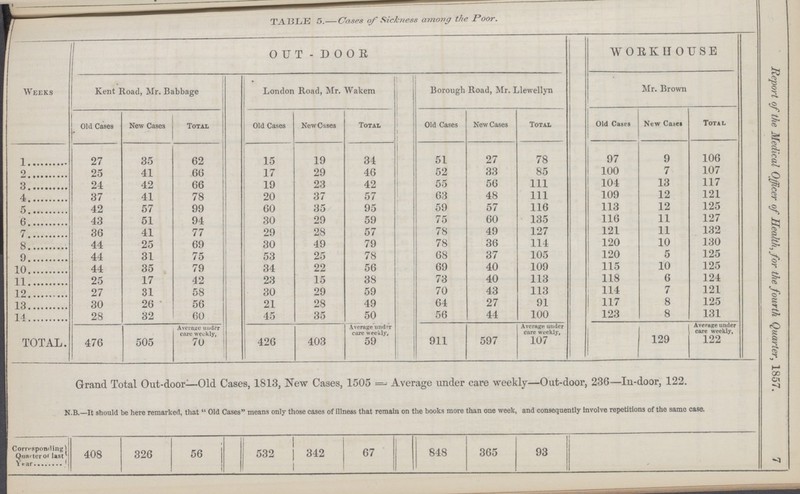 TABLE 5.—Cases of Sickness among the Poor.
WEEKS OUT-DOOR WORKHOUSE
Kent Road, Mr. Babbage London Road, Mr. Wakem Borough Road, Mr. Llewellyn Mr. Brown
Old Cases New Cases TOTAL Old Cases New Cases TOTAL Old Cases New Cases TOTAL Old Cases New Cases TOTAL
1.......... 27 35 62 15 19 34 51 27 78 97 9 106
2.......... 25 41 66 17 29 46 52 33 85 100 7 107
3.......... 24 42 66 19 23 42 55 56 111 104 13 117
4.......... 37 41 78 20 37 57 63 48 111 109 12 121
5.......... 42 57 99 60 35 95 59 57 116 113 12 125
6.......... 43 51 94 30 29 59 75 60 135 116 11 127
7.......... 36 41 77 29 28 57 78 49 127 121 11 132
8.......... 44 25 69 30 49 79 78 36 114 120 10 130
9.......... 44 31 75 53 25 78 68 37 105 120 5 125
10.......... 44 35 79 34 22 56 69 40 109 115 10 125
11.......... 25 17 42 23 15 38 73 40 113 118 6 124
12.......... 27 31 58 30 29 59 70 43 113 114 7 121
13.......... 30 26 56 21 28 49 64 27 91 117 8 125
14.......... 28 32 60 45 35 50 56 44 100 123 8 131
TOTAL. 476 505 Average under care weekly, 70 426 403 Average under care weekly, 59 911 597 Average under care weekly, 107 129 Average under care weekly, 122
Grand Total Out-door—Old Cases, 1813, New Cases, 1505 = Average under care weekly—Out-door, 236—In-door, 122.
N.B.—It should be here remarked, that "Old Cases" means only those cases of illness that remain on the books more than one week, and consequently involve repetitions of the same case.
Corresponding Quarter of last Year........ 408 326 56 532 342 67 848 365 93
Report of the Medical Officer of Health, for the fourth Quarter, 1857.
7